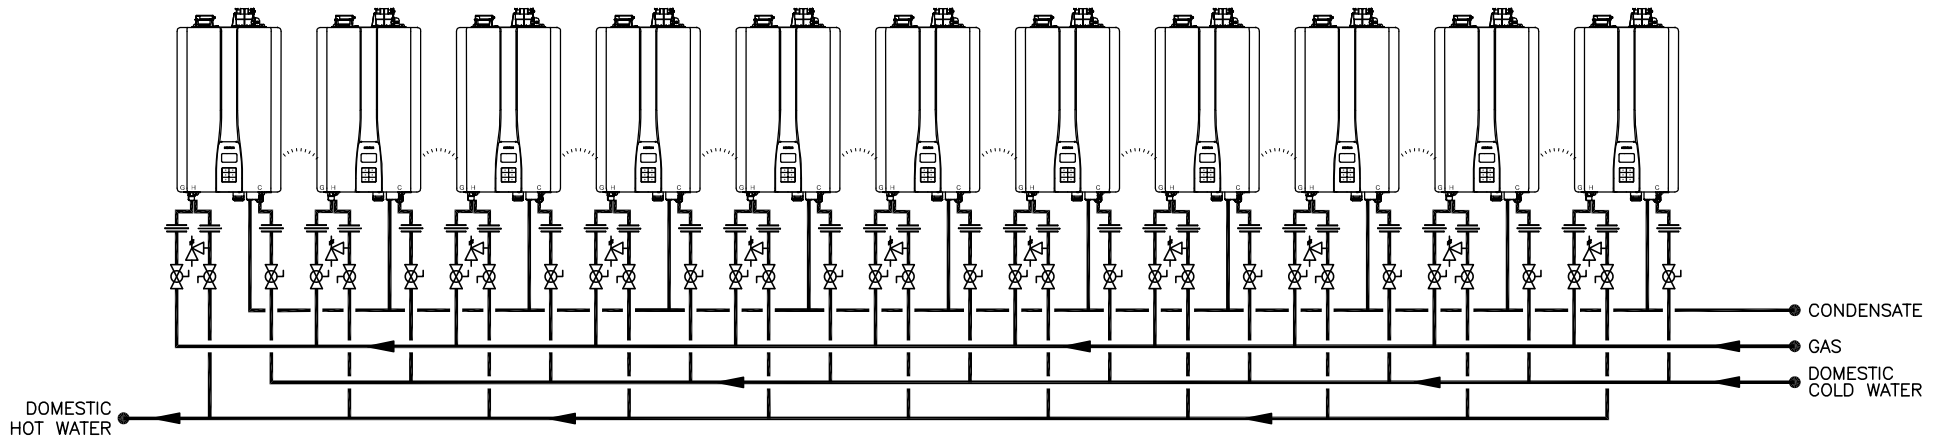 G H C G H C G H C G H C G H C G H C G H C G H C G H C G H C G H C
CONDENSATE
GAS
DOMESTIC
COLD WATER
DOMESTIC
HOT WATER